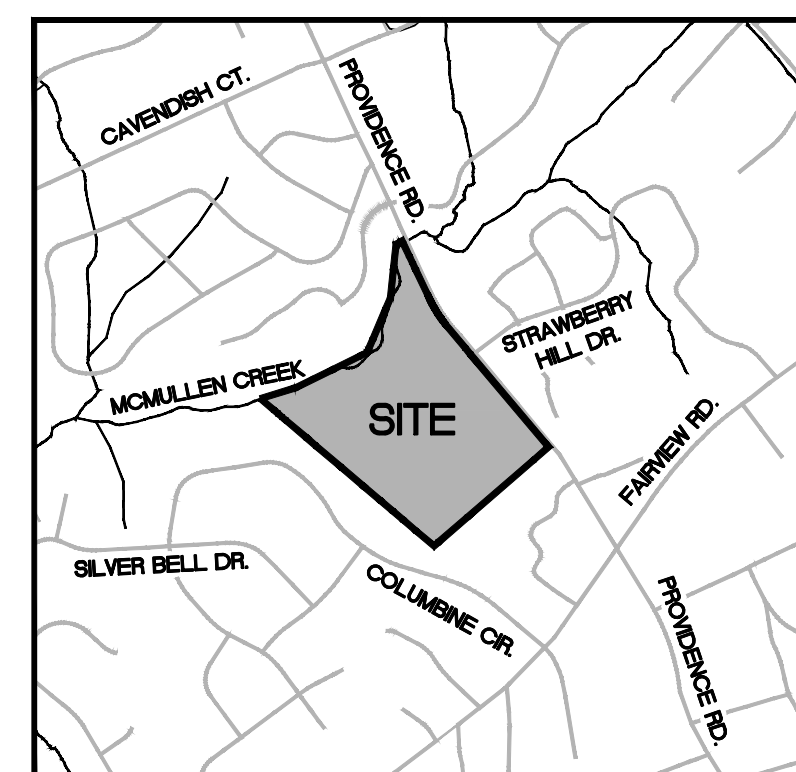 CAVENDISH CT.
PROVIDENCE RD.
STRAWBERRY
HILL DR.
MCMULLEN CREEK
SITE
FAIRVIEW RD.
SILVER BELL DR.
COLUMBINE CIR.
PROVIDENCE RD.